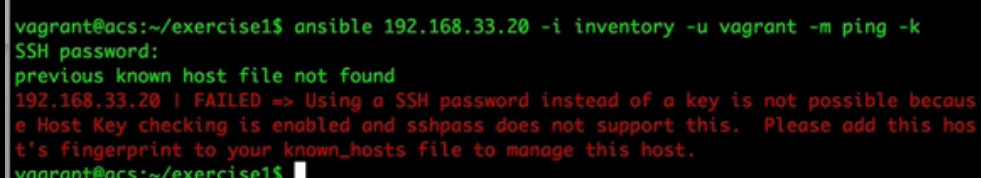 vagrant@acs:~/exercise1$ ansible 192.168.33.20 -i inventory -u vagrant -m ping -k
SSH password:
previous known host file not found
192.168.33.20 | FAILED => Using a SSH password instead of a key is not possible becaus
e Host Key checking is enabled and sshpass does not support this.  Please add this hos
t's fingerprint to your known_hosts file to manage this host.
vagrant@acs:~/exercise1$